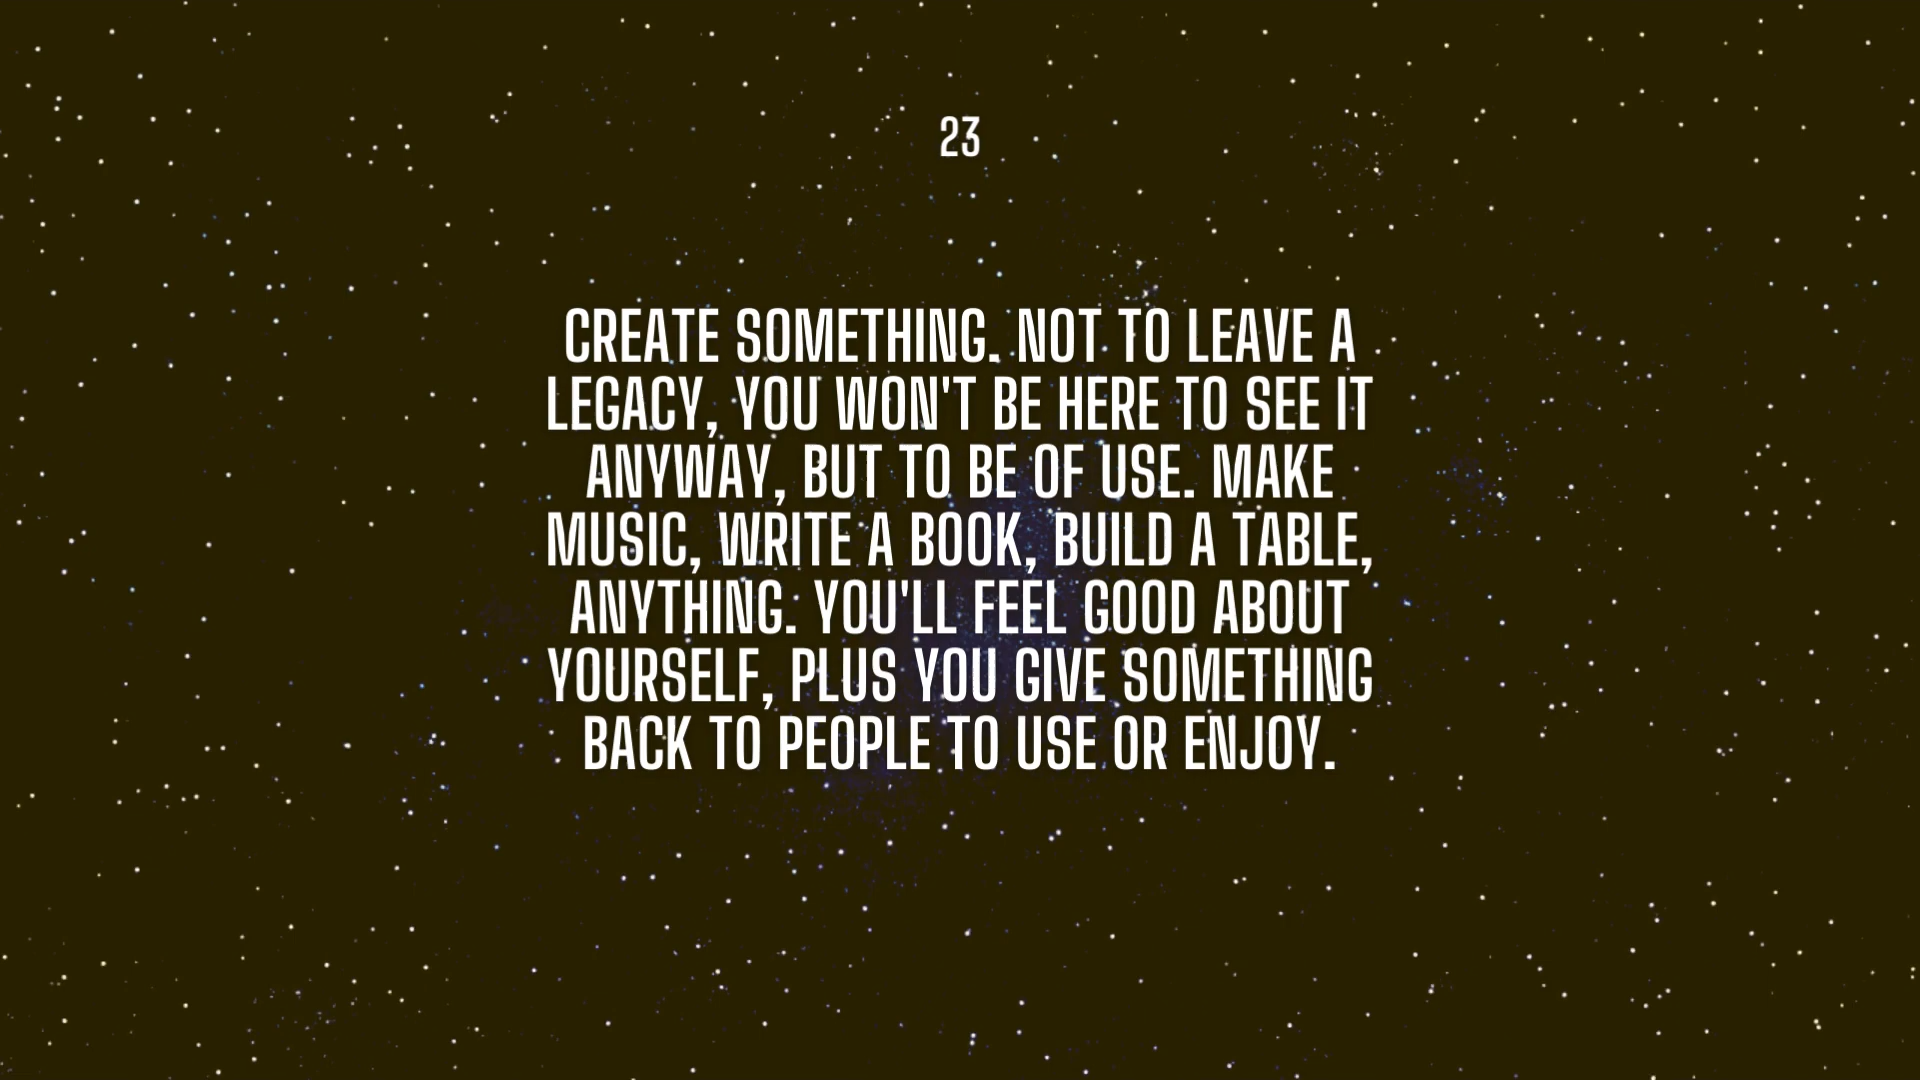 23
CREATE SOMETHING. NOT TO LEAVE A
LEGACY, YOU WON'T BE HERE TO SEE IT
ANYWAY, BUT TO BE OF USE. MAKE
MUSIC, WRITE A BOOK, BUILD A TABLE,
ANYTHING. YOU'LL FEEL GOOD ABOUT
YOURSELF, PLUS YOU GIVE SOMETHING
BACK TO PEOPLE TO USE OR ENJOY.